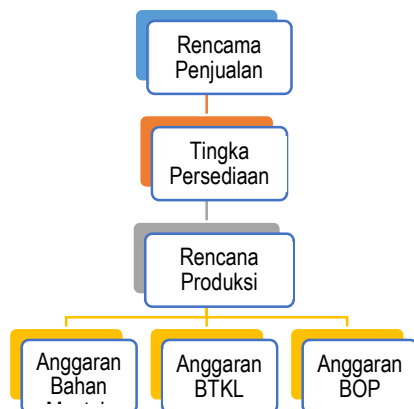 Rencama
Penjualan
Tingka
Persediaan
Rencana
Produksi
Anggaran
Bahan
Anggaran
BTKL
Anggaran
BOP